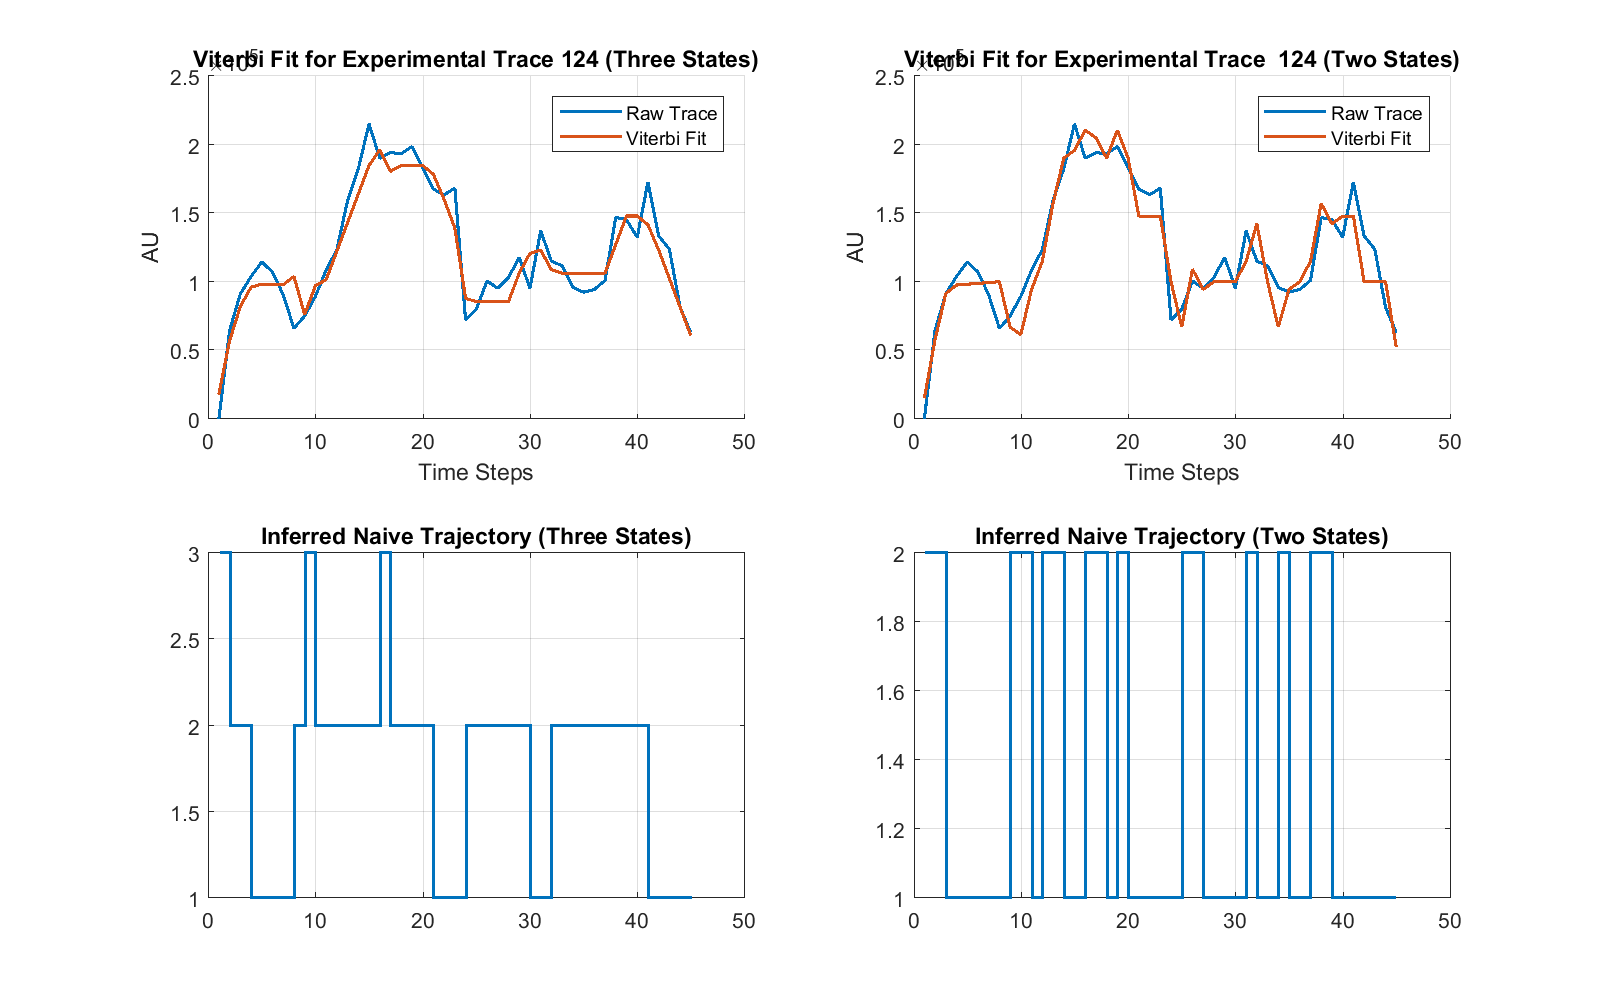 Viterbi Fit for Experimental Trace 124 (Three States)
×10^5
2.5
2
1.5
1
0.5
0
AU
Raw Trace
Viterbi Fit
0 10 20 30 40 50
Time Steps
Viterbi Fit for Experimental Trace  124 (Two States)
×10^5
2.5
2
1.5
1
0.5
0
AU
Raw Trace
Viterbi Fit
0 10 20 30 40 50
Time Steps
Inferred Naive Trajectory (Three States)
3
2.5
2
1.5
1
0 10 20 30 40 50
Inferred Naive Trajectory (Two States)
2
1.8
1.6
1.4
1.2
1
0 10 20 30 40 50